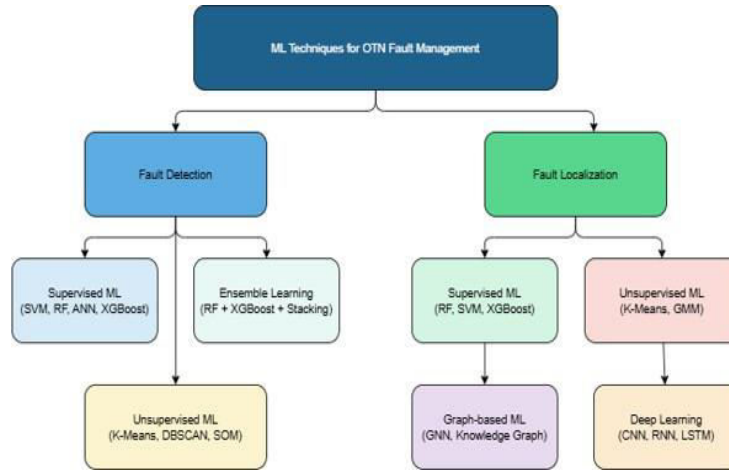 ML Techniques for OTN Fault Management
Fault Detection
Fault Localization
Supervised ML
(SVM, RF, ANN, XGBoost)
Ensemble Learning
(RF + XGBoost + Stacking)
Supervised ML
(RF, SVM, XGBoost)
Unsupervised ML
(K-Means, GMM)
Unsupervised ML
(K-Means, DBSCAN, SOM)
Graph-based ML
(GNN, Knowledge Graph)
Deep Learning
(CNN, RNN, LSTM)